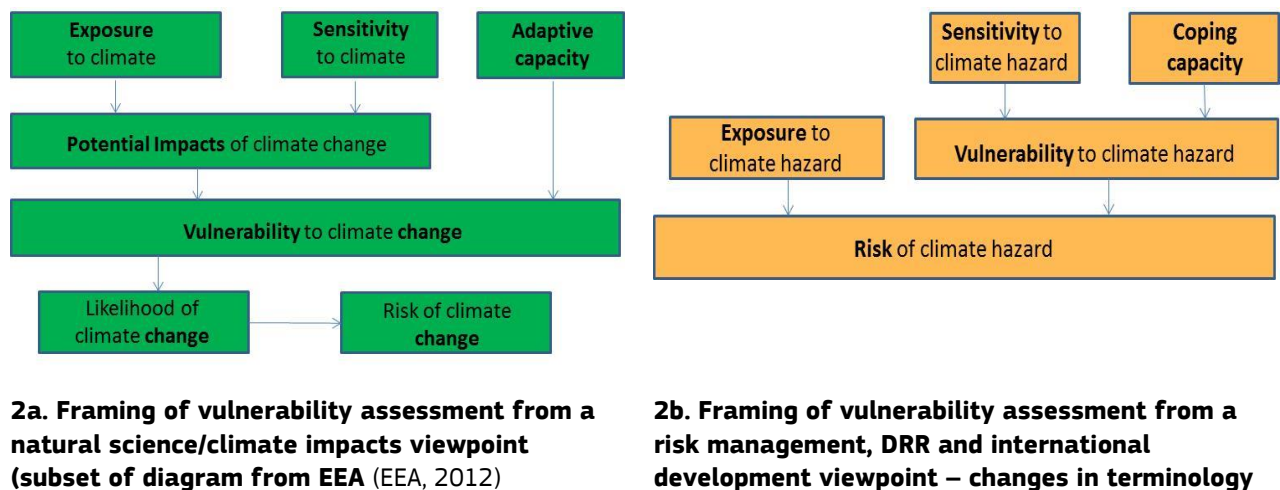 Exposure
to climate
Sensitivity
to climate
Adaptive
capacity
Potential Impacts of climate change
Vulnerability to climate change
Likelihood of
climate change
Risk of climate
change
2a. Framing of vulnerability assessment from a
natural science/climate impacts viewpoint
(subset of diagram from EEA (EEA, 2012)
Sensitivity to
climate hazard
Coping
capacity
Exposure to
climate hazard
Vulnerability to climate hazard
Risk of climate hazard
2b. Framing of vulnerability assessment from a
risk management, DRR and international
development viewpoint – changes in terminology